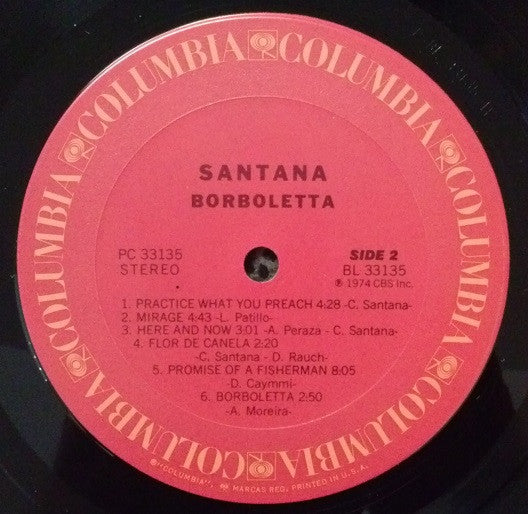 COLUMBIA COLUMBIA COLUMBIA COLUMBIA COLUMBIA COLUMBIA
SANTANA
BORBOLETTA
PC 33135
STEREO
SIDE 2
BL 33135
℗ 1974 CBS Inc.
1. PRACTICE WHAT YOU PREACH 4:28 -C. Santana-
2. MIRAGE 4:43 -L. Patillo-
3. HERE AND NOW 3:01 -A. Peraza - C. Santana-
4. FLOR DE CANELA 2:20
-C. Santana - D. Rauch-
5. PROMISE OF A FISHERMAN 8:05
-D. Caymmi-
6. BORBOLETTA 2:50
-A. Moreira-
®"COLUMBIA", MARCAS REG. PRINTED IN U.S.A.